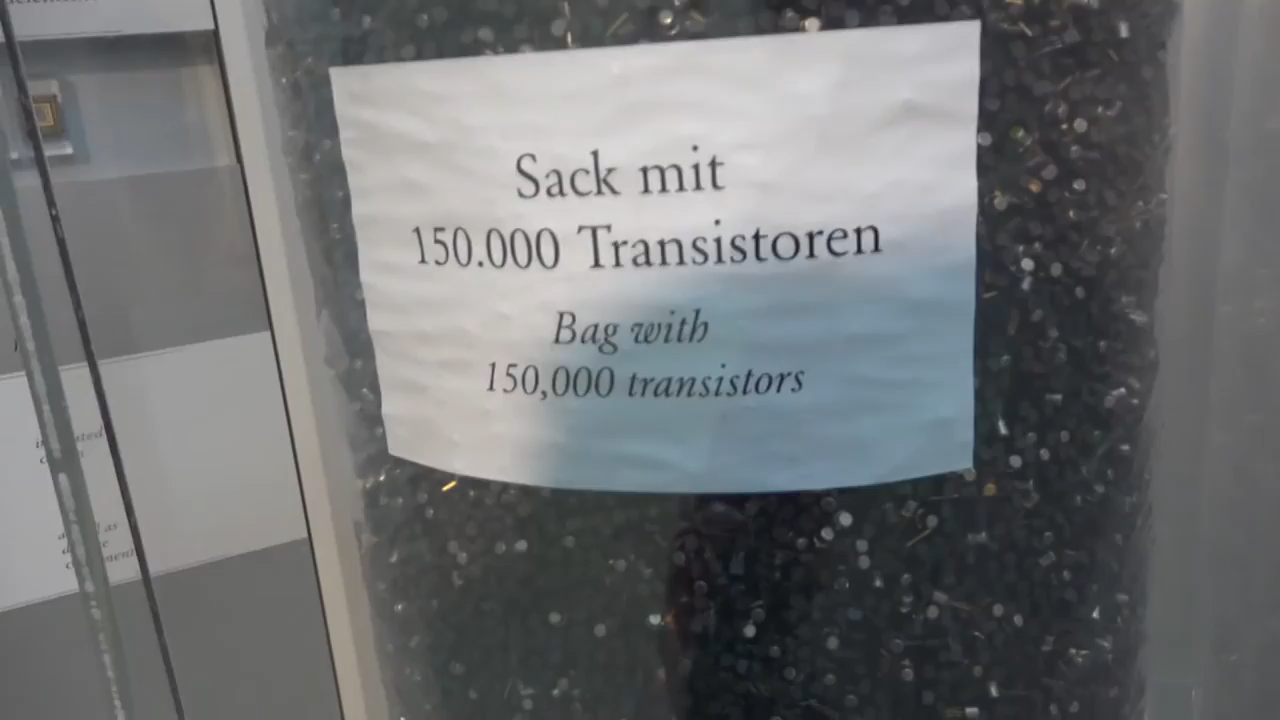 Sack mit
150.000 Transistoren
Bag with
150,000 transistors